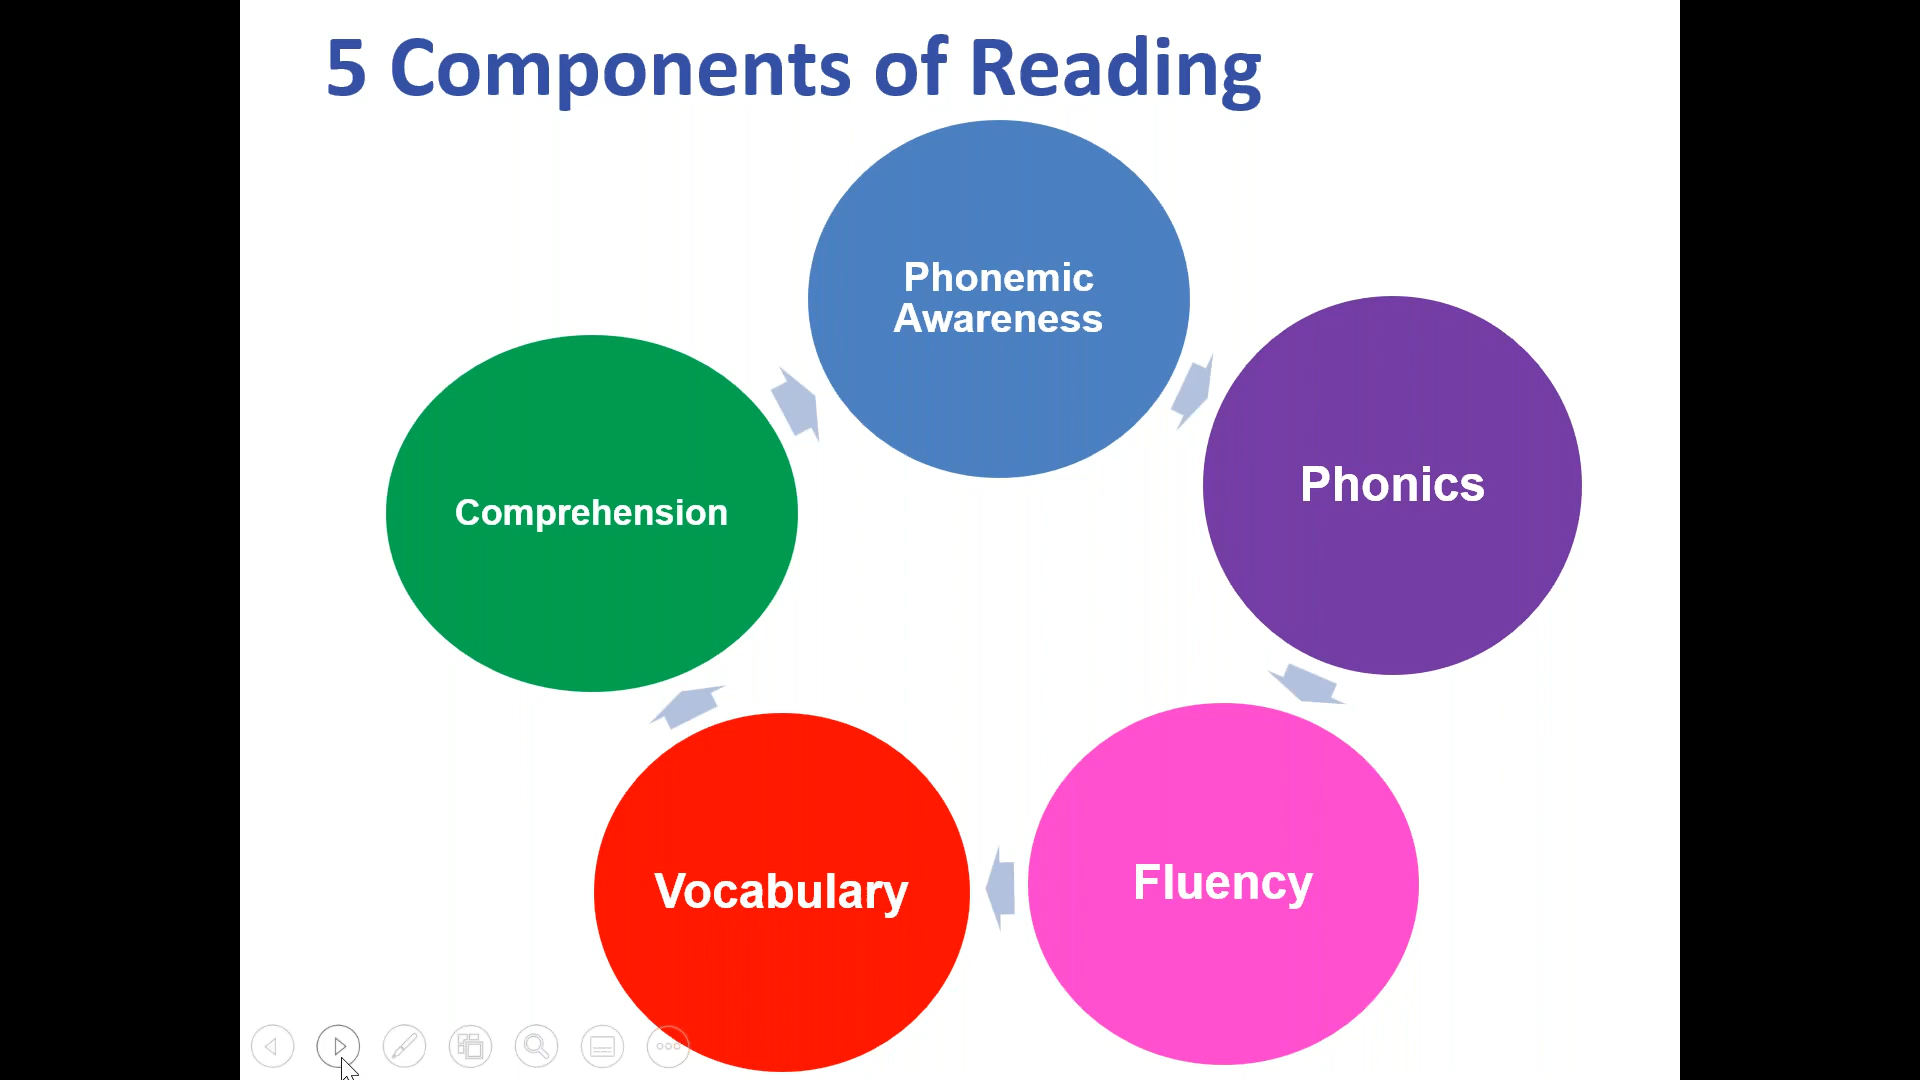 5 Components of Reading
Phonemic
Awareness
Phonics
Fluency
Vocabulary
Comprehension